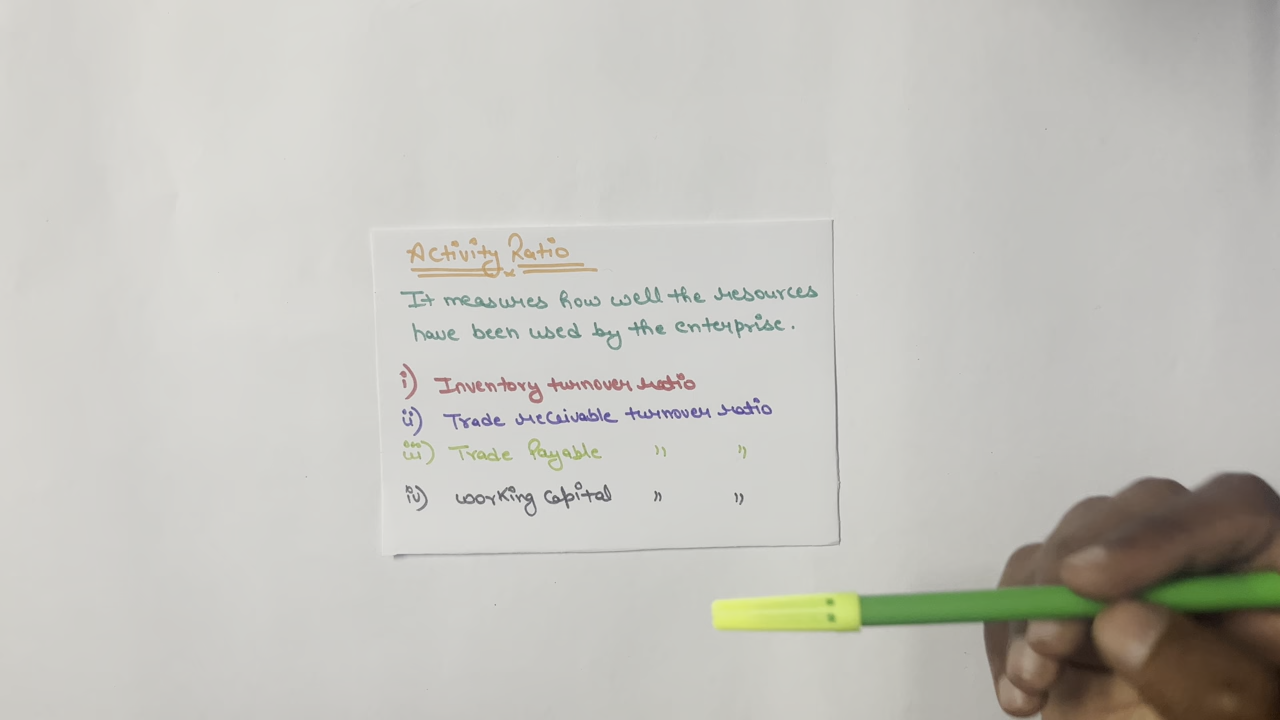 Activity Ratio
It measures how well the resources
have been used by the enterprise.
i) Inventory turnover ratio
ii) Trade receivable turnover ratio
iii) Trade Payable " "
iv) working capital " "